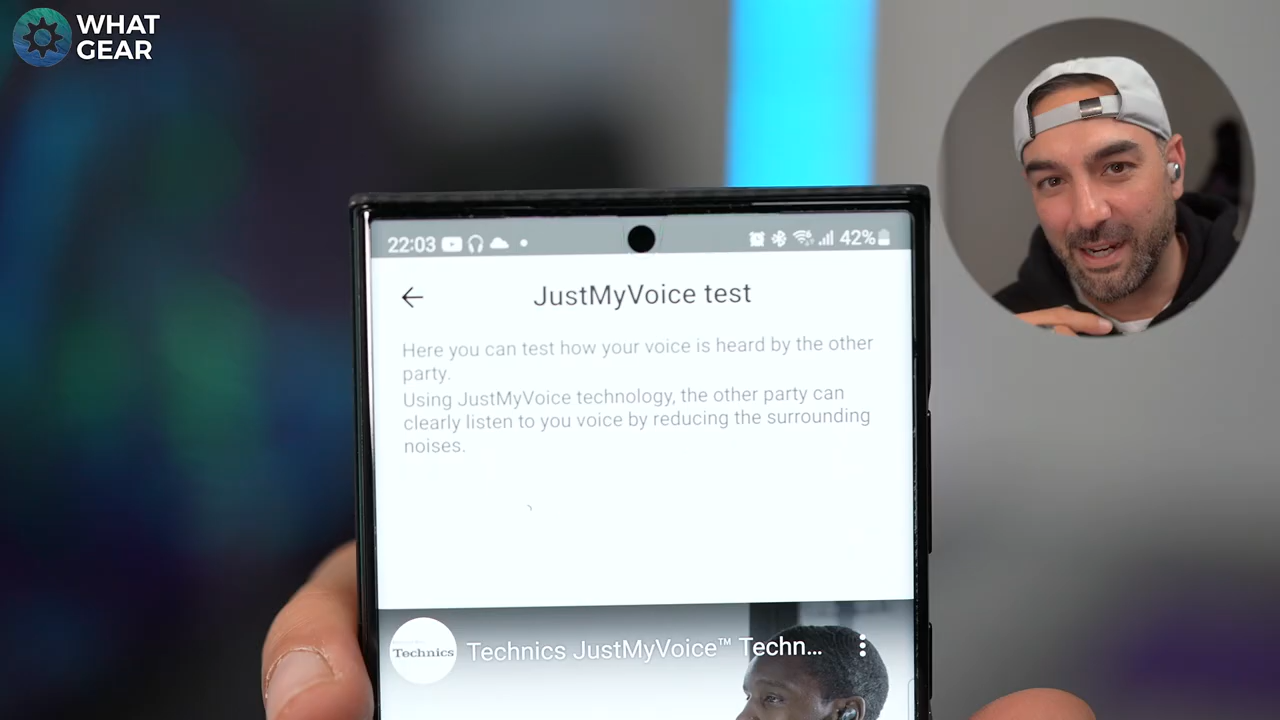 WHAT
GEAR
22:03
42%
JustMyVoice test
Here you can test how your voice is heard by the other
party.
Using JustMyVoice technology, the other party can
clearly listen to you voice by reducing the surrounding
noises.
Technics
Technics JustMyVoice™ Techn...